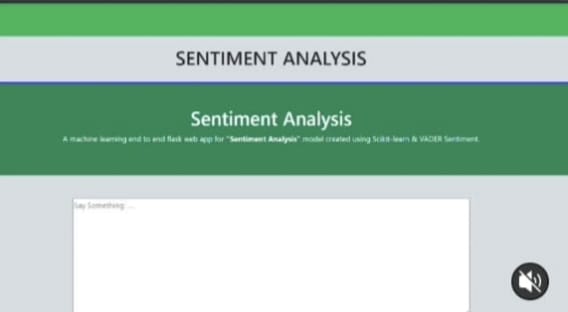 SENTIMENT ANALYSIS
Sentiment Analysis
A machine learning end to end flask web app for "Sentiment Analysis" model created using Scikit-learn & VADER Sentiment.
Say Something: ...